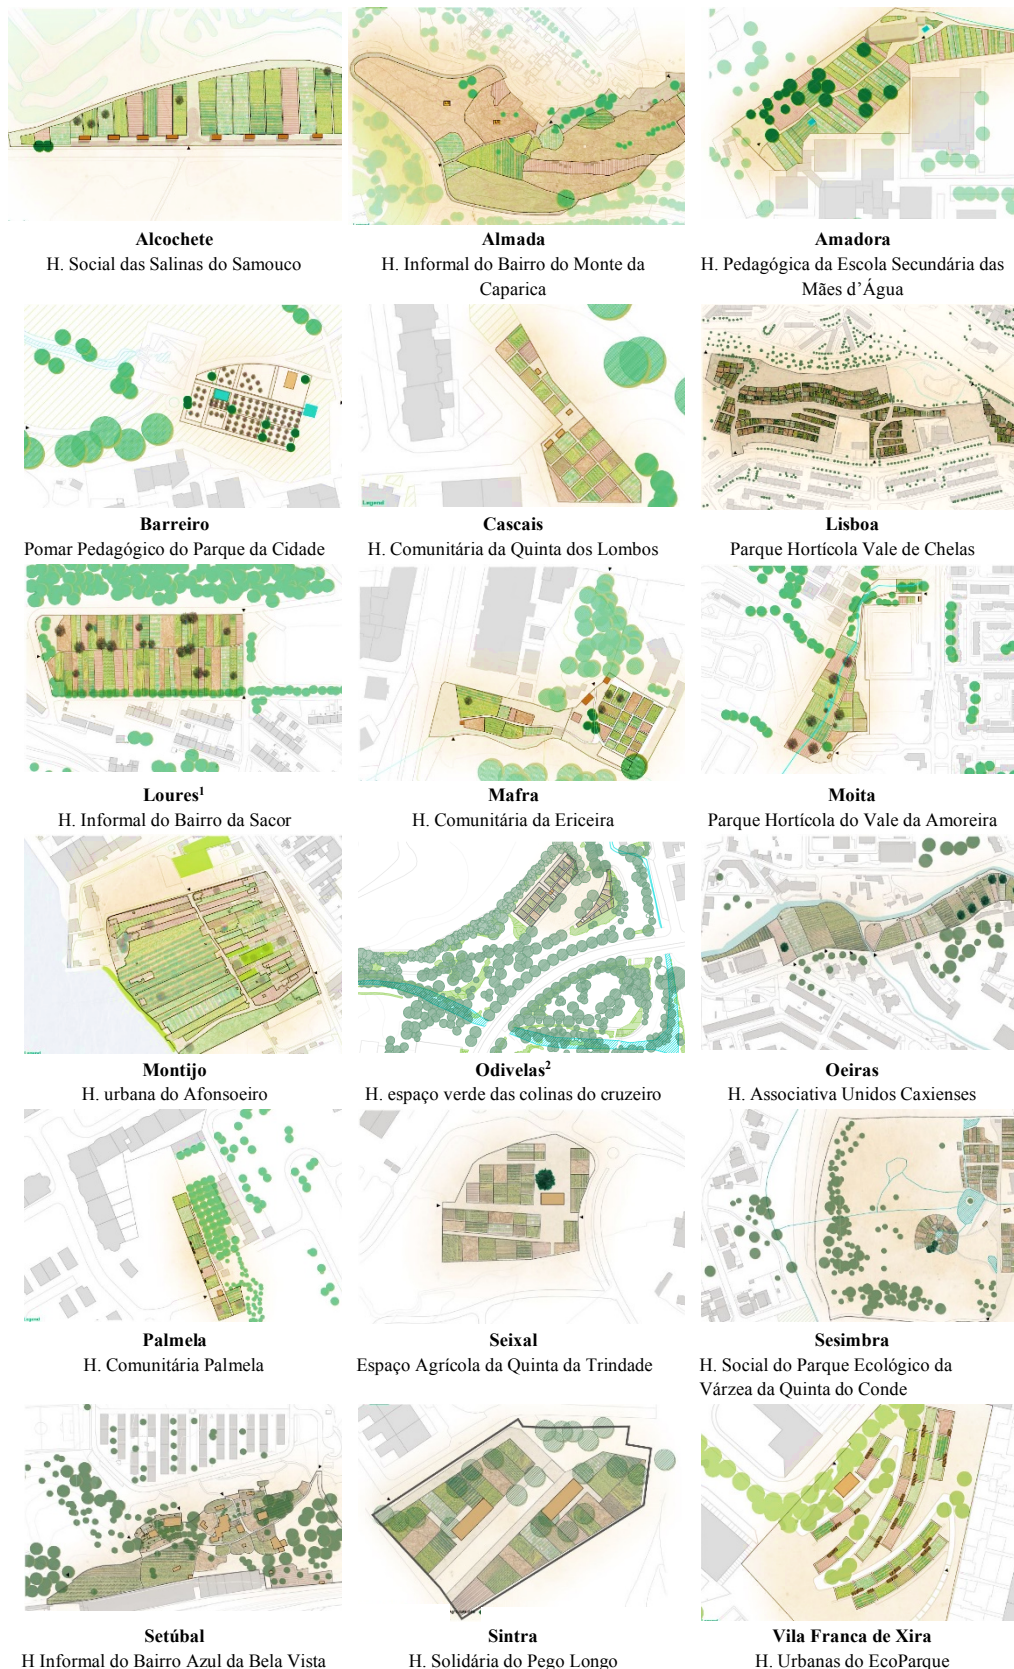 Alcochete
H. Social das Salinas do Samouco
Almada
H. Informal do Bairro do Monte da
Caparica
Amadora
H. Pedagógica da Escola Secundária das
Mães d’Água
Legend
Barreiro
Pomar Pedagógico do Parque da Cidade
Cascais
H. Comunitária da Quinta dos Lombos
Lisboa
Parque Hortícola Vale de Chelas
Loures¹
H. Informal do Bairro da Sacor
Mafra
H. Comunitária da Ericeira
Moita
Parque Hortícola do Vale da Amoreira
Montijo
H. urbana do Afonsoeiro
Odivelas²
H. espaço verde das colinas do cruzeiro
Oeiras
H. Associativa Unidos Caxienses
Legend
Palmela
H. Comunitária Palmela
Seixal
Espaço Agrícola da Quinta da Trindade
Sesimbra
H. Social do Parque Ecológico da
Várzea da Quinta do Conde
Setúbal
H Informal do Bairro Azul da Bela Vista
Sintra
H. Solidária do Pego Longo
Vila Franca de Xira
H. Urbanas do EcoParque